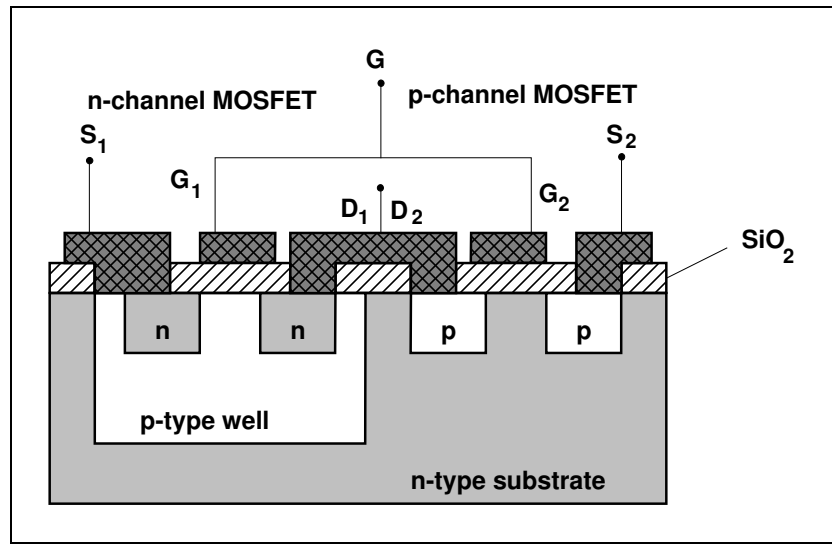 G
n-channel MOSFET
p-channel MOSFET
S1
S2
G1
G2
D1 D2
SiO2
n
n
p
p
p-type well
n-type substrate